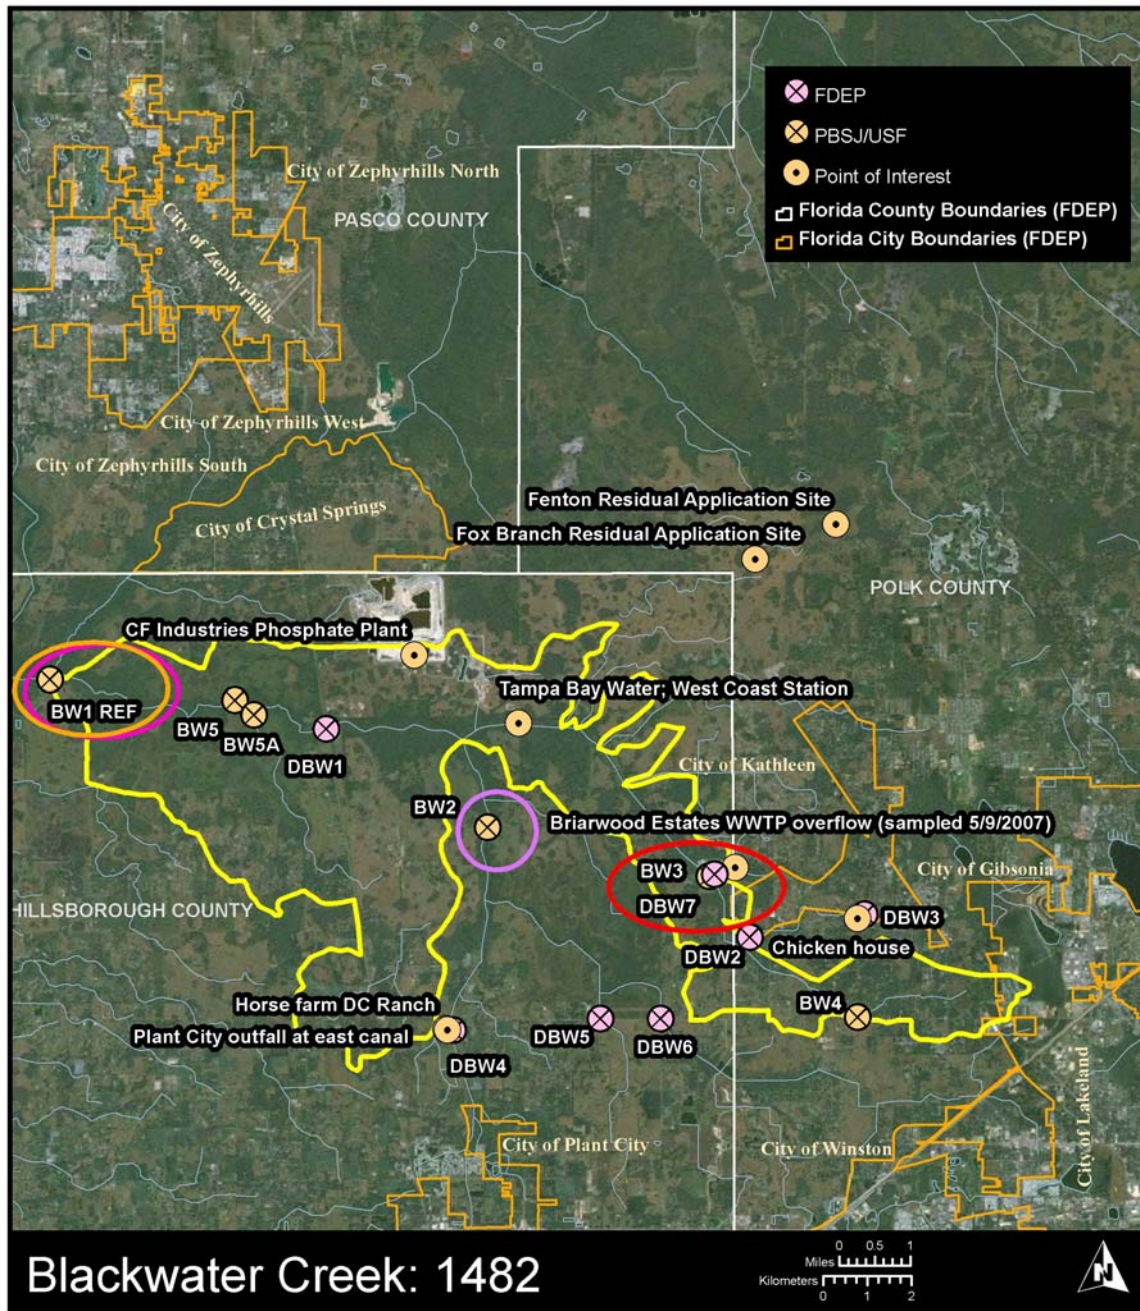 FDEP
PBSJ/USF
Point of Interest
Florida County Boundaries (FDEP)
Florida City Boundaries (FDEP)
City of Zephyrhills North
PASCO COUNTY
City of Zephyrhills
City of Zephyrhills West
City of Zephyrhills South
City of Crystal Springs
Fenton Residual Application Site
Fox Branch Residual Application Site
POLK COUNTY
CF Industries Phosphate Plant
Tampa Bay Water; West Coast Station
BW1 REF
BW5
BW5A
DBW1
City of Kathleen
BW2
Briarwood Estates WWTP overflow (sampled 5/9/2007)
BW3
DBW7
City of Gibsonia
HILLSBOROUGH COUNTY
DBW3
DBW2
Chicken house
Horse farm DC Ranch
BW4
Plant City outfall at east canal
DBW4
DBW5
DBW6
City of Plant City
City of Winston
City of Lakeland
Blackwater Creek: 1482
0 0.5 1
Miles
Kilometers
0 1 2
N